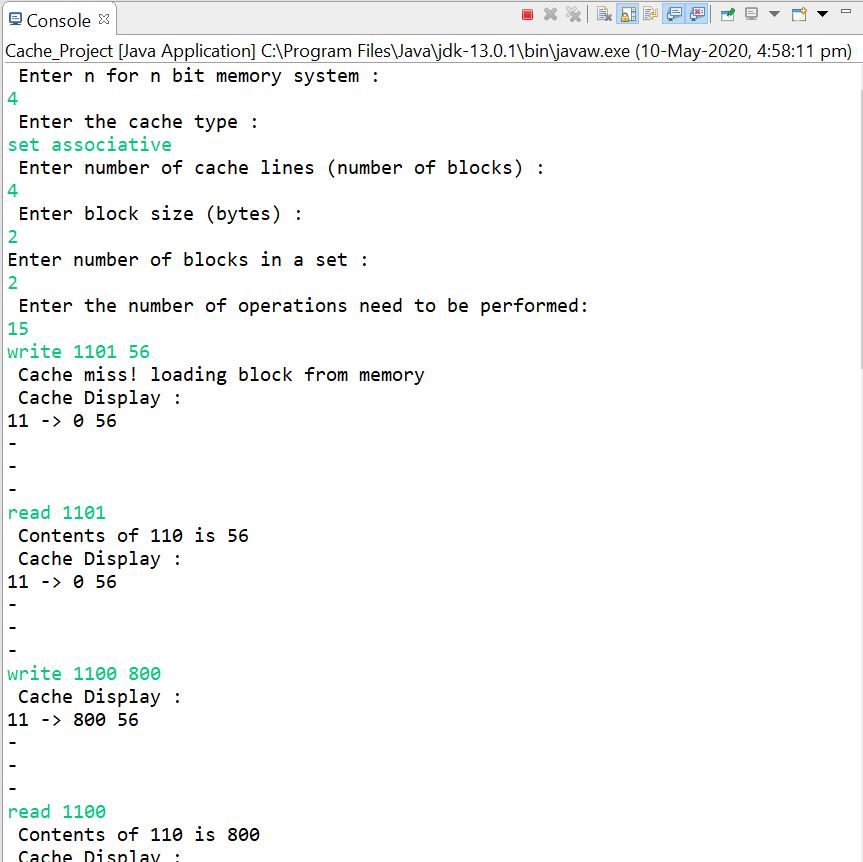 Console
Cache_Project [Java Application] C:\Program Files\Java\jdk-13.0.1\bin\javaw.exe (10-May-2020, 4:58:11 pm)
Enter n for n bit memory system :
4
Enter the cache type :
set associative
Enter number of cache lines (number of blocks) :
4
Enter block size (bytes) :
2
Enter number of blocks in a set :
2
Enter the number of operations need to be performed:
15
write 1101 56
Cache miss! loading block from memory
Cache Display :
11 -> 0 56
-
-
-
read 1101
Contents of 110 is 56
Cache Display :
11 -> 0 56
-
-
-
write 1100 800
Cache Display :
11 -> 800 56
-
-
-
read 1100
Contents of 110 is 800
Cache Display :